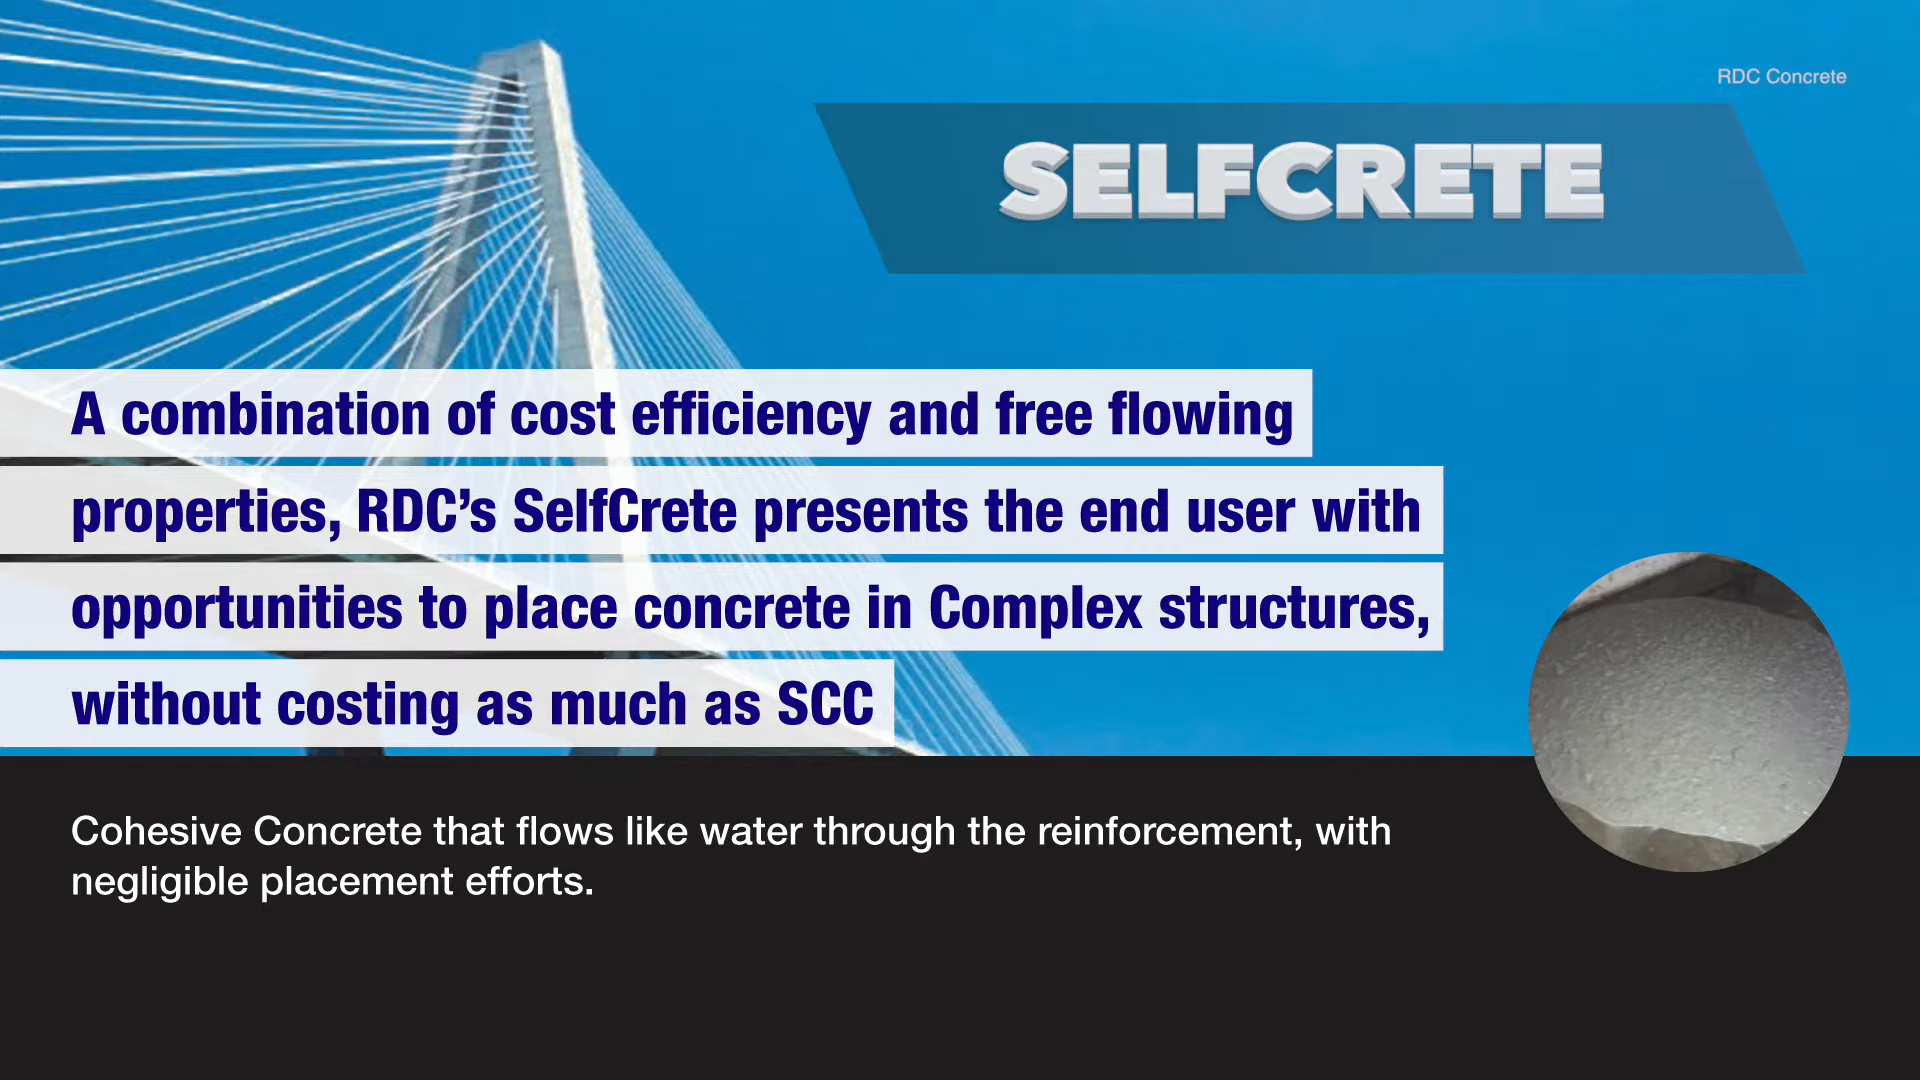 RDC Concrete
SELFCRETE
A combination of cost efficiency and free flowing
properties, RDC’s SelfCrete presents the end user with
opportunities to place concrete in Complex structures,
without costing as much as SCC
Cohesive Concrete that flows like water through the reinforcement, with
negligible placement efforts.